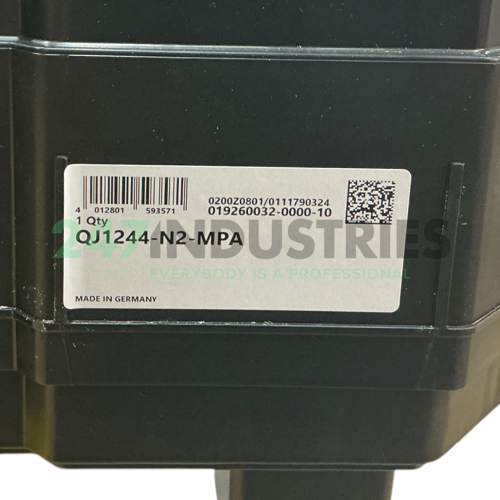 4 012801 593571
0200Z0801/0111790324
019260032-0000-10
1 Qty
QJ1244-N2-MPA
247INDUSTRIES
EVERYBODY IS A PROFESSIONAL
MADE IN GERMANY